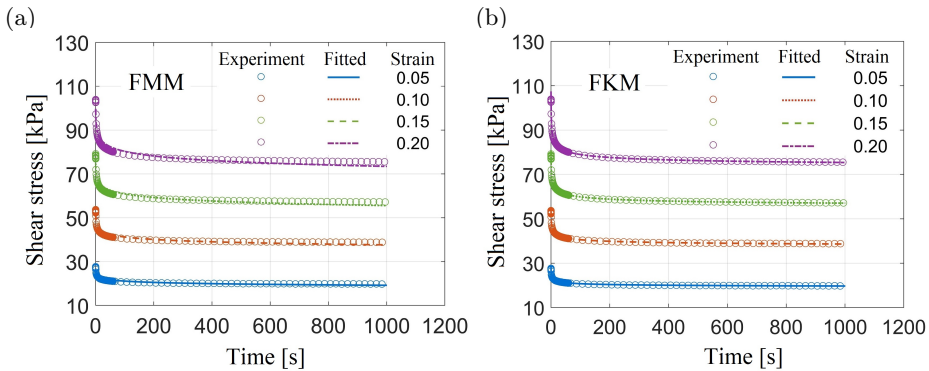 (a)
130
110
90
70
50
30
10
Shear stress [kPa]
0 200 400 600 800 1000 1200
Time [s]
FMM
Experiment Fitted Strain
0.05
0.10
0.15
0.20
(b)
130
110
90
70
50
30
10
Shear stress [kPa]
0 200 400 600 800 1000 1200
Time [s]
FKM
Experiment Fitted Strain
0.05
0.10
0.15
0.20